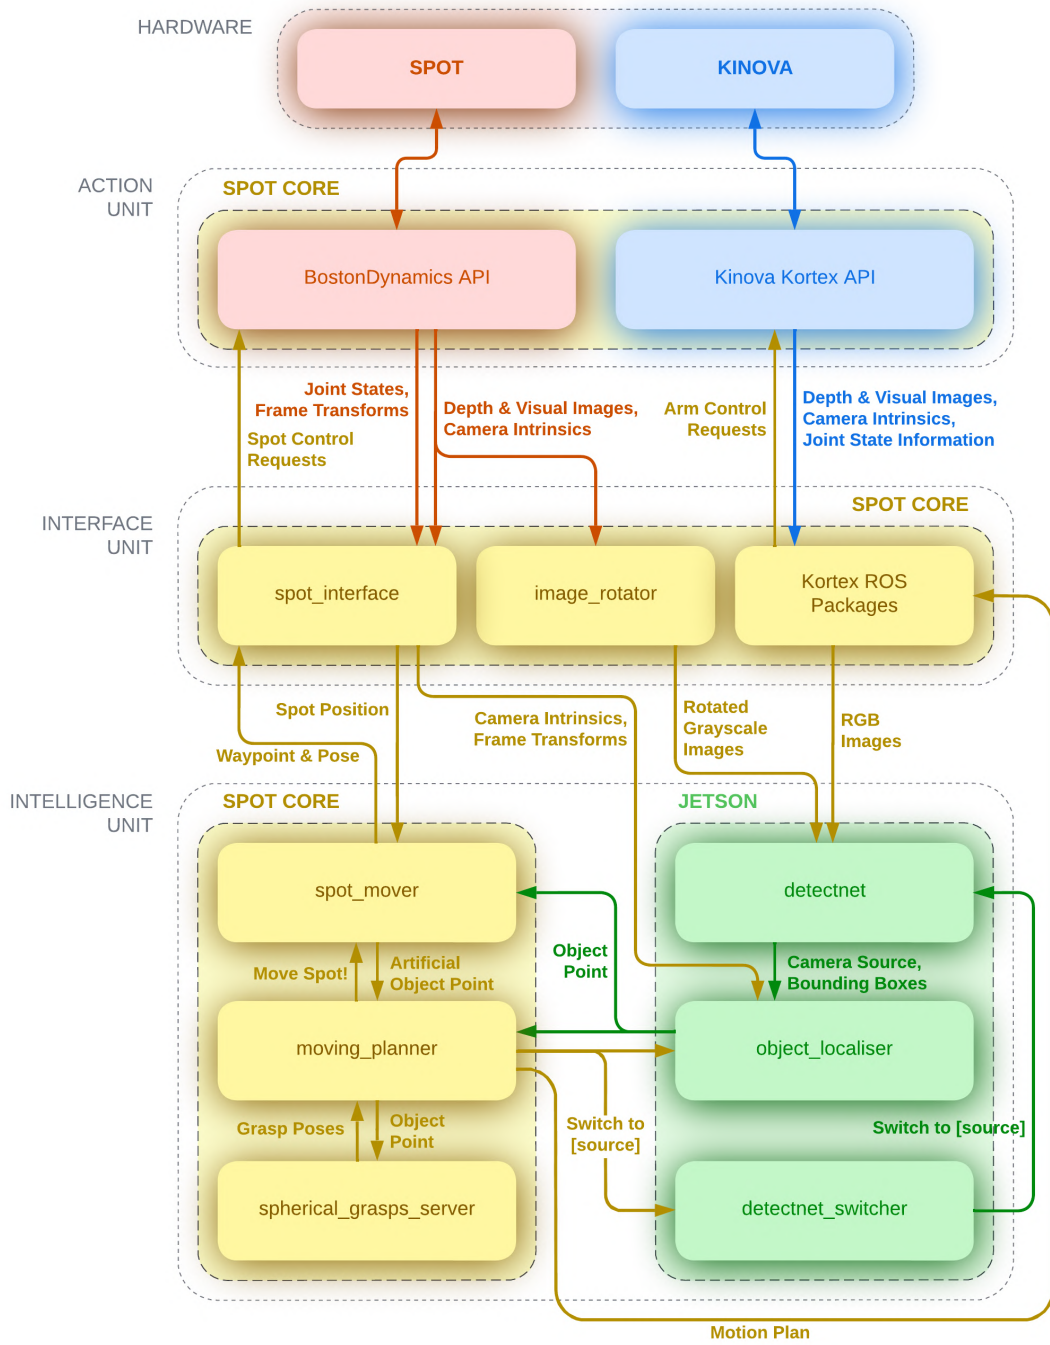 HARDWARE
SPOT
KINOVA
ACTION
UNIT
SPOT CORE
BostonDynamics API
Kinova Kortex API
Joint States,
Frame Transforms
Spot Control
Requests
Depth & Visual Images,
Camera Intrinsics
Arm Control
Requests
Depth & Visual Images,
Camera Intrinsics,
Joint State Information
INTERFACE
UNIT
SPOT CORE
spot_interface
image_rotator
Kortex ROS
Packages
Spot Position
Waypoint & Pose
Camera Intrinsics,
Frame Transforms
Rotated
Grayscale
Images
RGB
Images
INTELLIGENCE
UNIT
SPOT CORE
JETSON
spot_mover
detectnet
Move Spot!
Artificial
Object Point
Object
Point
Camera Source,
Bounding Boxes
moving_planner
object_localiser
Grasp Poses
Object
Point
Switch to
[source]
Switch to [source]
spherical_grasps_server
detectnet_switcher
Motion Plan